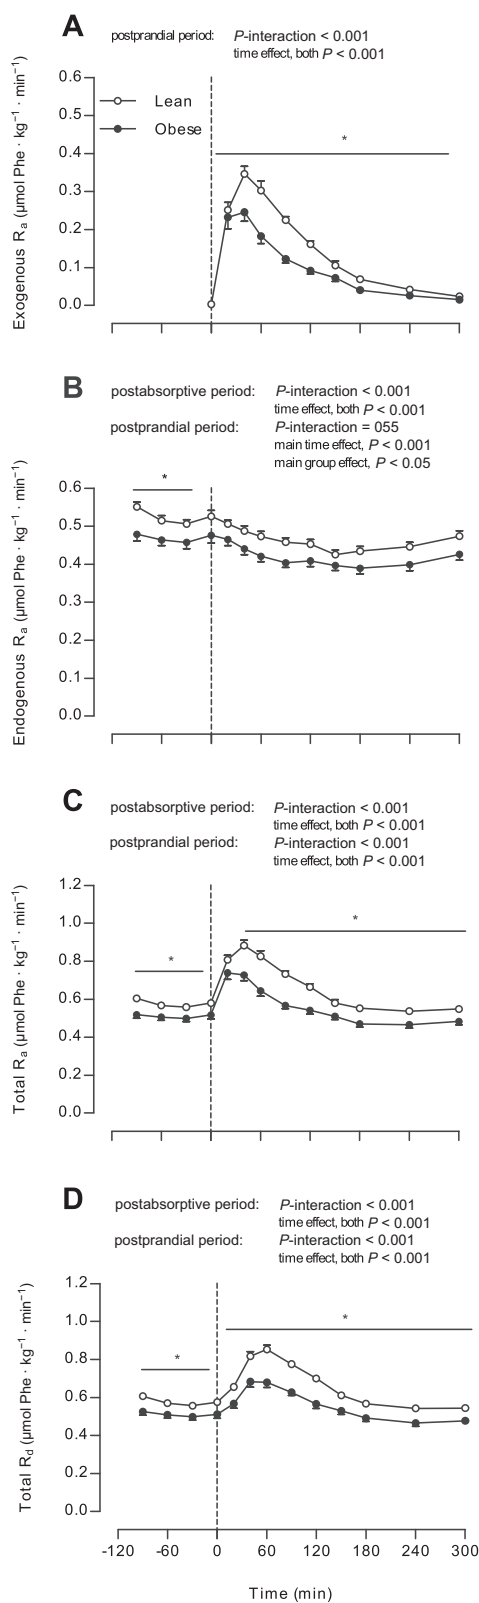 A
postprandial period: P-interaction < 0.001
time effect, both P < 0.001
Exogenous Ra (µmol Phe · kg⁻¹ · min⁻¹)
0.6
0.5
0.4
0.3
0.2
0.1
0.0
Lean
Obese
*
B
postabsorptive period: P-interaction < 0.001
time effect, both P < 0.001
postprandial period: P-interaction = 055
main time effect, P < 0.001
main group effect, P < 0.05
Endogenous Ra (µmol Phe · kg⁻¹ · min⁻¹)
0.6
0.5
0.4
0.3
0.2
0.1
0.0
*
C
postabsorptive period: P-interaction < 0.001
time effect, both P < 0.001
postprandial period: P-interaction < 0.001
time effect, both P < 0.001
Total Ra (µmol Phe · kg⁻¹ · min⁻¹)
1.2
1.0
0.8
0.6
0.4
0.2
0.0
* *
D
postabsorptive period: P-interaction < 0.001
time effect, both P < 0.001
postprandial period: P-interaction < 0.001
time effect, both P < 0.001
Total Rd (µmol Phe · kg⁻¹ · min⁻¹)
1.2
1.0
0.8
0.6
0.4
0.2
0.0
* *
-120 -60 0 60 120 180 240 300
Time (min)